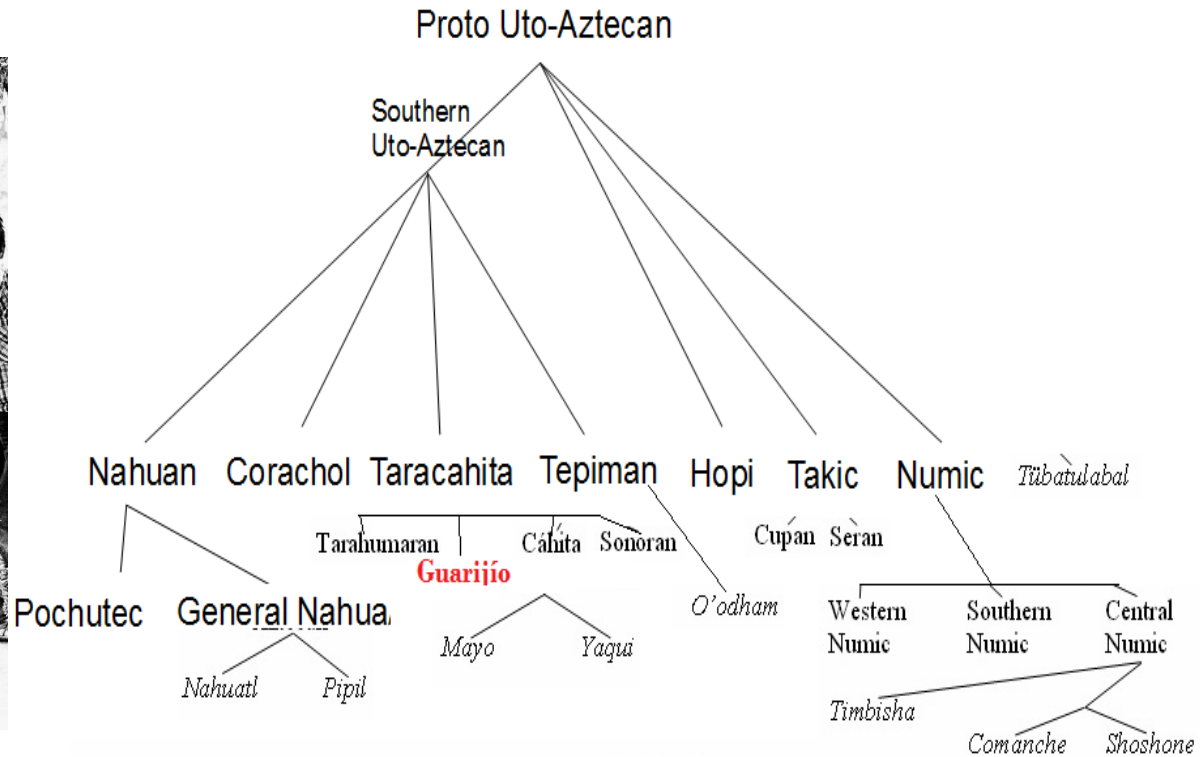 Proto Uto-Aztecan
Southern
Uto-Aztecan
Nahuan Corachol Taracahita Tepiman Hopi Takic Numic Tübatulabal
Tarahumaran Guarijío Cáhita Sonoran Cupan Seran
Pochutec General Nahua
Nahuatl Pipil Mayo Yaqui O'odham
Western Southern Central
Numic Numic Numic
Timbisha
Comanche Shoshone